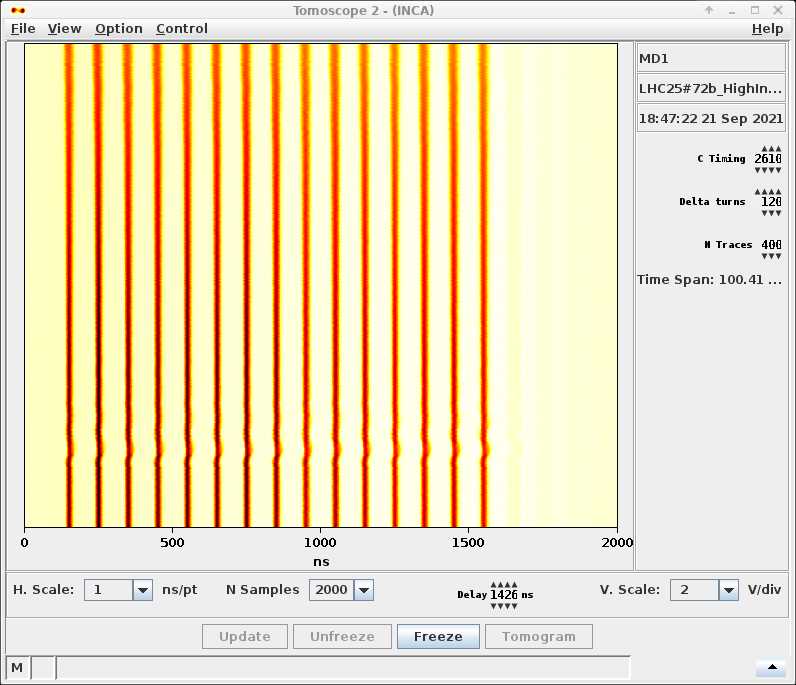 Tomoscope 2 - (INCA)
File View Option Control Help
MD1
LHC25#72b_HighIn...
18:47:22 21 Sep 2021
C Timing 2610
Delta turns 120
N Traces 400
Time Span: 100.41 ...
0 500 1000 1500 2000
ns
H. Scale: 1 ns/pt N Samples 2000 Delay 1426 ns V. Scale: 2 V/div
Update Unfreeze Freeze Tomogram
M